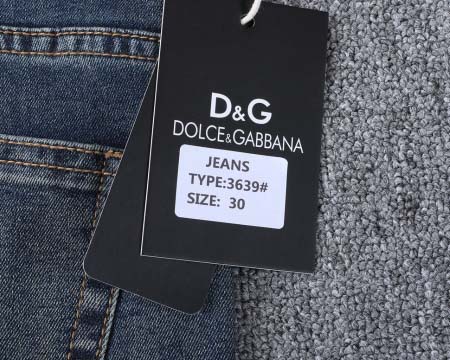 D&G
DOLCE&GABBANA
JEANS
TYPE:3639#
SIZE: 30